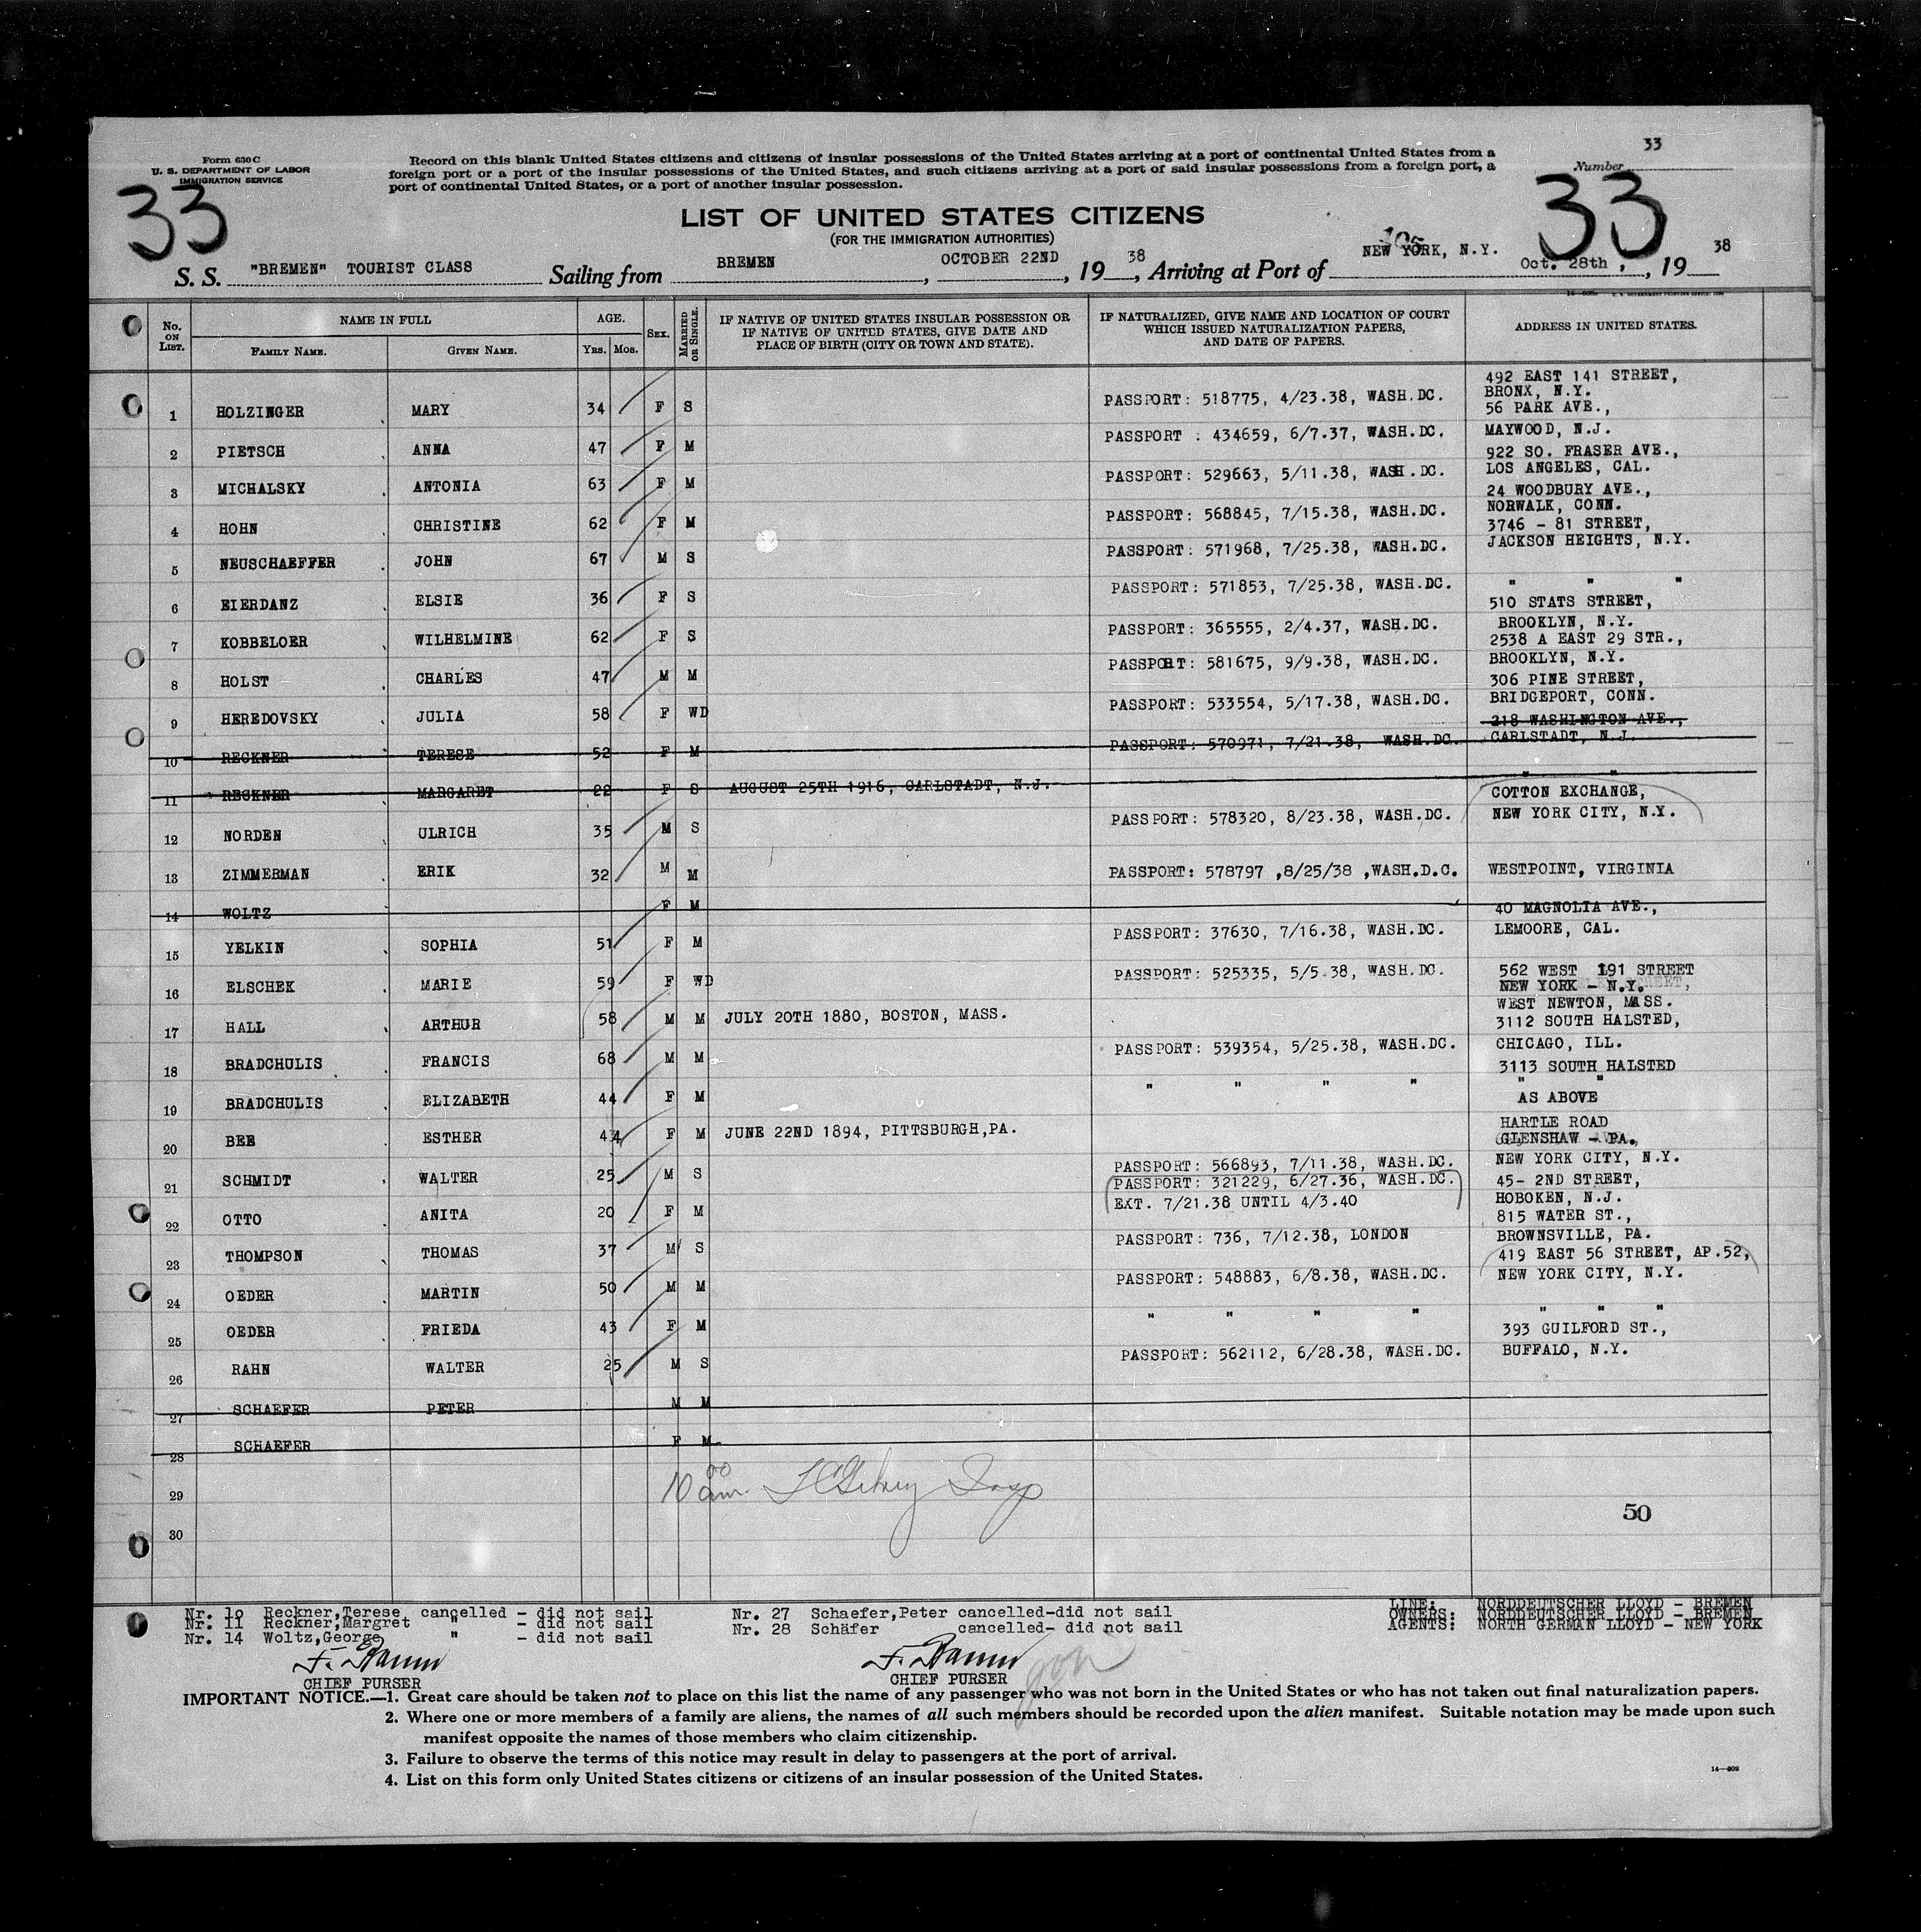 Form 630 C
U. S. DEPARTMENT OF LABOR
IMMIGRATION SERVICE
33
Record on this blank United States citizens and citizens of insular possessions of the United States arriving at a port of continental United States from a
foreign port or a port of the insular possessions of the United States, and such citizens arriving at a port of said insular possessions from a foreign port, a
port of continental United States, or a port of another insular possession.
33
Number
33
LIST OF UNITED STATES CITIZENS
(FOR THE IMMIGRATION AUTHORITIES)
S. S. "BREMEN" TOURIST CLASS Sailing from BREMEN, OCTOBER 22ND, 1938, Arriving at Port of NEW YORK, N.Y. Oct. 28th, 1938
No. ON LIST. NAME IN FULL AGE. SEX. MARRIED OR SINGLE. IF NATIVE OF UNITED STATES INSULAR POSSESSION OR IF NATIVE OF UNITED STATES, GIVE DATE AND PLACE OF BIRTH (CITY OR TOWN AND STATE). IF NATURALIZED, GIVE NAME AND LOCATION OF COURT WHICH ISSUED NATURALIZATION PAPERS, AND DATE OF PAPERS. ADDRESS IN UNITED STATES.
FAMILY NAME. GIVEN NAME. YRS. MOS.
1 HOLZINGER MARY 34 F S PASSPORT: 518775, 4/23.38, WASH.DC. 492 EAST 141 STREET, BRONX, N.Y.
2 PIETSCH ANNA 47 F M PASSPORT : 434659, 6/7.37, WASH.DC. 56 PARK AVE., MAYWOOD, N.J.
3 MICHALSKY ANTONIA 63 F M PASSPORT: 529663, 5/11.38, WASH.DC. 922 SO. FRASER AVE., LOS ANGELES, CAL.
4 HOHN CHRISTINE 62 F M PASSPORT: 568845, 7/15.38, WASH.DC. 24 WOODBURY AVE., NORWALK, CONN.
5 NEUSCHAEFFER JOHN 67 M S PASSPORT: 571968, 7/25.38, WASH.DC. 3746 - 81 STREET, JACKSON HEIGHTS, N.Y.
6 EIERDANZ ELSIE 36 F S PASSPORT: 571853, 7/25.38, WASH.DC. " " "
7 KOBBELOER WILHELMINE 62 F S PASSPORT: 365555, 2/4.37, WASH.DC. 510 STATS STREET, BROOKLYN, N.Y.
8 HOLST CHARLES 47 M M PASSPORT: 581675, 9/9.38, WASH.DC. 2538 A EAST 29 STR., BROOKLYN, N.Y.
9 HEREDOVSKY JULIA 58 F WD PASSPORT: 533554, 5/17.38, WASH.DC. 306 PINE STREET, BRIDGEPORT, CONN.
10 RECKNER TERESE 52 F M PASSPORT: 570971, 7/21.38, WASH.DC. 218 WASHINGTON AVE., CARLSTADT, N.J.
11 RECKNER MARGARET 22 F S AUGUST 25TH 1916, CARLSTADT, N.J. " "
12 NORDEN ULRICH 35 M S PASSPORT: 578320, 8/23.38, WASH.DC. COTTON EXCHANGE, NEW YORK CITY, N.Y.
13 ZIMMERMAN ERIK 32 M M PASSPORT: 578797 ,8/25/38 ,WASH.D.C. WESTPOINT, VIRGINIA
14 WOLTZ F M
15 YELKIN SOPHIA 51 F M PASSPORT: 37630, 7/16.38, WASH.DC. 40 MAGNOLIA AVE., LEMOORE, CAL.
16 ELSCHEK MARIE 59 F WD PASSPORT: 525335, 5/5.38, WASH.DC. 562 WEST 191 STREET NEW YORK - N.Y.
17 HALL ARTHUR 58 M M JULY 20TH 1880, BOSTON, MASS. WEST NEWTON, MASS.
18 BRADCHULIS FRANCIS 68 M M PASSPORT: 539354, 5/25.38, WASH.DC. 3112 SOUTH HALSTED, CHICAGO, ILL.
3113 SOUTH HALSTED
19 BRADCHULIS ELIZABETH 44 F M " " " " " " AS ABOVE
20 BEE ESTHER 44 F M JUNE 22ND 1894, PITTSBURGH,PA. HARTLE ROAD GLENSHAW - PA.
21 SCHMIDT WALTER 25 M S PASSPORT: 566893, 7/11.38, WASH.DC. NEW YORK CITY, N.Y.
22 OTTO ANITA 20 F M PASSPORT: 321229, 6/27.36, WASH.DC. EXT. 7/21.38 UNTIL 4/3.40 45- 2ND STREET, HOBOKEN, N.J.
23 THOMPSON THOMAS 37 M S PASSPORT: 736, 7/12.38, LONDON 815 WATER ST., BROWNSVILLE, PA.
24 OEDER MARTIN 50 M M PASSPORT: 548883, 6/8.38, WASH.DC. 419 EAST 56 STREET, AP.52, NEW YORK CITY, N.Y.
25 OEDER FRIEDA 43 F M " " " " " " "
26 RAHN WALTER 25 M S PASSPORT: 562112, 6/28.38, WASH.DC. 393 GUILFORD ST., BUFFALO, N.Y.
27 SCHAEFER PETER M M
28 SCHAEFER F M
29
30
10 00 am.
50
Nr. 10 Reckner,Terese cancelled - did not sail
Nr. 11 Reckner,Margret " - did not sail
Nr. 14 Woltz,George " - did not sail
CHIEF PURSER
Nr. 27 Schaefer,Peter cancelled-did not sail
Nr. 28 Schäfer cancelled- did not sail
CHIEF PURSER
LINE: NORDDEUTSCHER LLOYD - BREMEN
OWNERS: NORDDEUTSCHER LLOYD - BREMEN
AGENTS: NORTH GERMAN LLOYD - NEW YORK
IMPORTANT NOTICE.—1. Great care should be taken not to place on this list the name of any passenger who was not born in the United States or who has not taken out final naturalization papers.
2. Where one or more members of a family are aliens, the names of all such members should be recorded upon the alien manifest. Suitable notation may be made upon such
manifest opposite the names of those members who claim citizenship.
3. Failure to observe the terms of this notice may result in delay to passengers at the port of arrival.
4. List on this form only United States citizens or citizens of an insular possession of the United States.